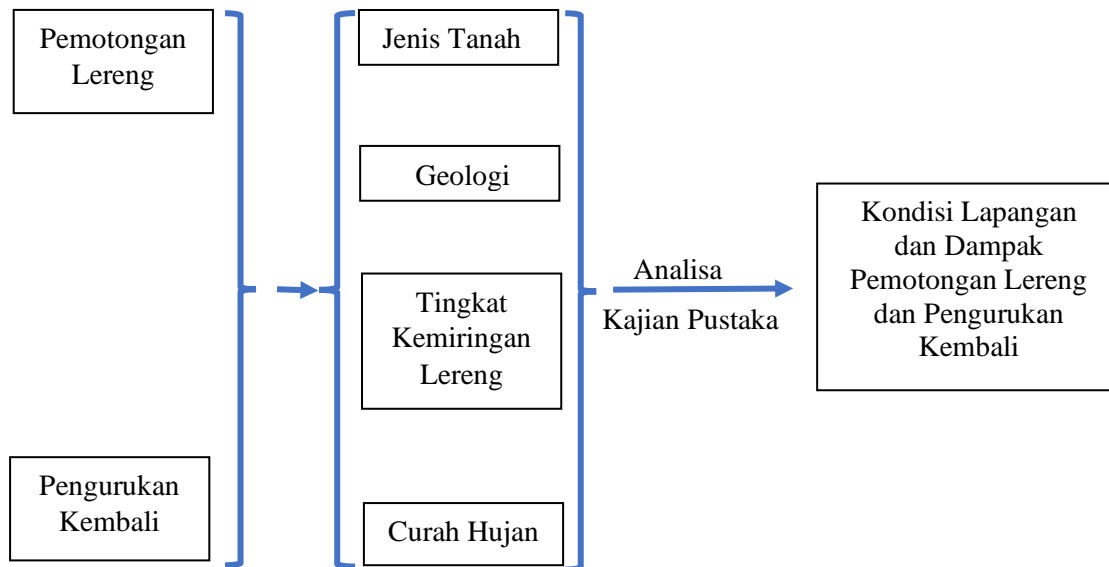 Pemotongan
Lereng
Pengurukan
Kembali
Jenis Tanah
Geologi
Tingkat
Kemiringan
Lereng
Curah Hujan
Analisa
Kajian Pustaka
Kondisi Lapangan
dan Dampak
Pemotongan Lereng
dan Pengurukan
Kembali